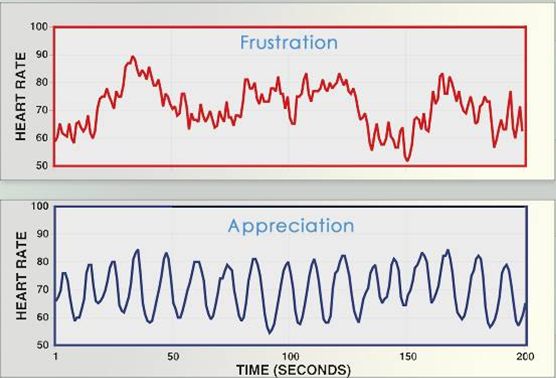 Frustration
HEART RATE
100
90
80
70
60
50
Appreciation
HEART RATE
100
90
80
70
60
50
1 50 100 150 200
TIME (SECONDS)